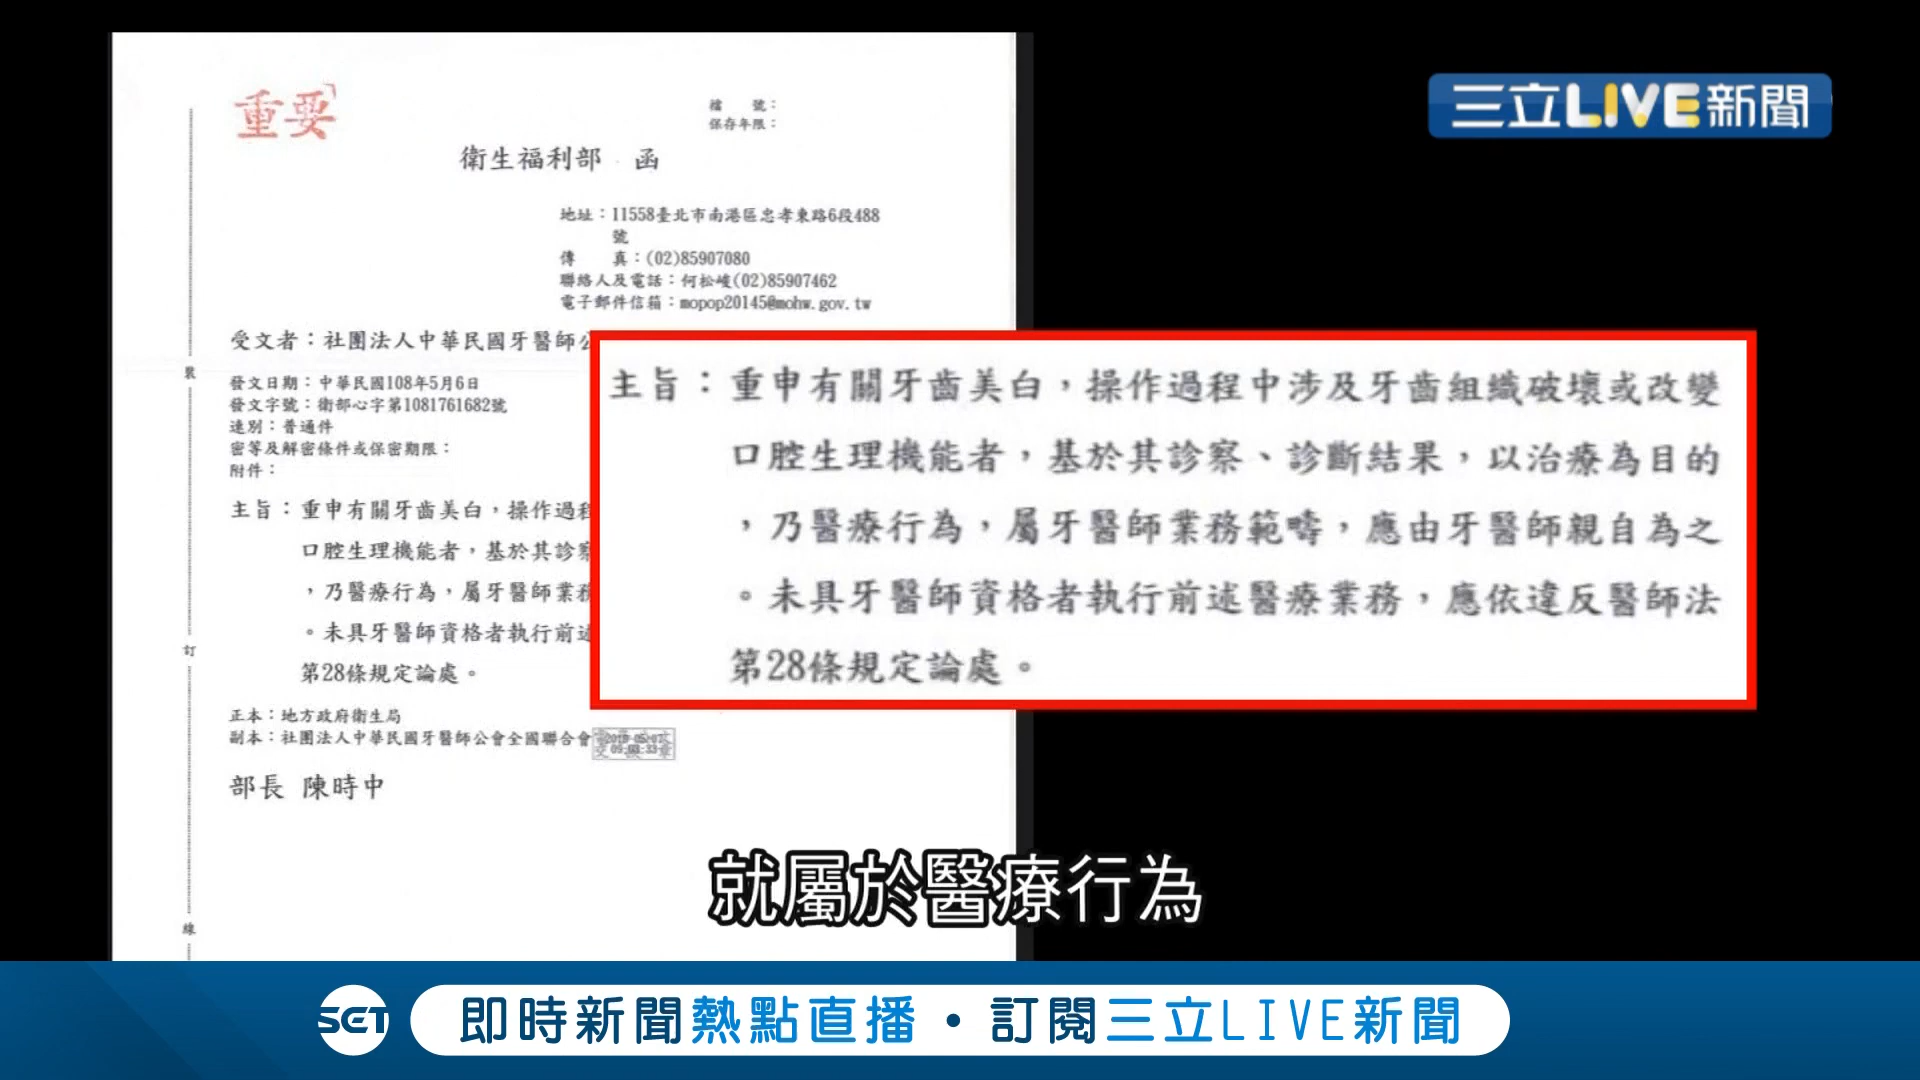 重要
檔　　號：
保存年限：
衛生福利部　函
地址：11558臺北市南港區忠孝東路6段488
號
傳　　真：(02)85907080
聯絡人及電話：何松峻(02)85907462
電子郵件信箱：mopop20145@mohw.gov.tw
受文者：社團法人中華民國牙醫師公
發文日期：中華民國108年5月6日
發文字號：衛部心字第1081761682號
速別：普通件
密等及解密條件或保密期限：
附件：
主旨：重申有關牙齒美白，操作過程
口腔生理機能者，基於其診察
，乃醫療行為，屬牙醫師業務
。未具牙醫師資格者執行前述
第28條規定論處。
正本：地方政府衛生局
副本：社團法人中華民國牙醫師公會全國聯合會
部長 陳時中
裝
訂
線
三立LIVE新聞
主旨：重申有關牙齒美白，操作過程中涉及牙齒組織破壞或改變
口腔生理機能者，基於其診察、診斷結果，以治療為目的
，乃醫療行為，屬牙醫師業務範疇，應由牙醫師親自為之
。未具牙醫師資格者執行前述醫療業務，應依違反醫師法
第28條規定論處。
就屬於醫療行為
SET 即時新聞熱點直播・訂閱三立LIVE新聞